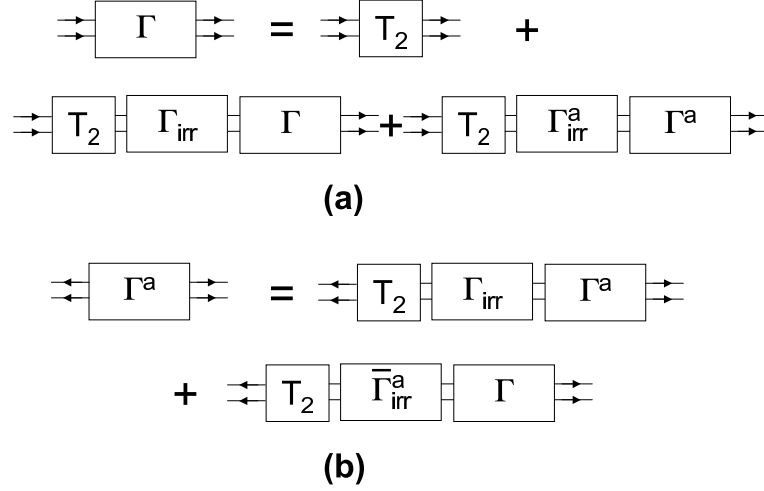 Γ = T₂ +
T₂ Γᵢᵣᵣ Γ + T₂ Γᵃᵢᵣᵣ Γᵃ
(a)
Γᵃ = T₂ Γᵢᵣᵣ Γᵃ
+ T₂ Γ̅ᵃᵢᵣᵣ Γ
(b)